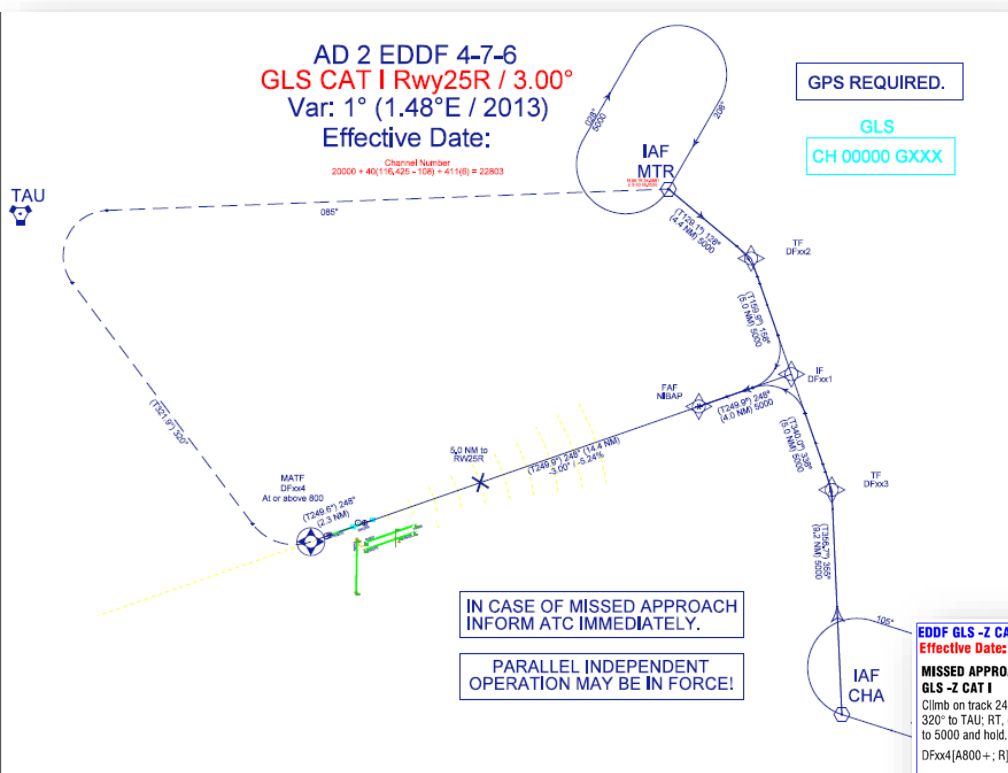 AD 2 EDDF 4-7-6
GLS CAT I Rwy25R / 3.00°
Var: 1° (1.48°E / 2013)
Effective Date:
Channel Number
20000 + 40(116,425 - 108) + 411(6) = 22803
GPS REQUIRED.
GLS
CH 00000 GXXX
TAU
085°
028°
5000
208°
IAF
MTR
(T129.1°) 128°
(4.4 NM) 5000
TF
DFxx2
(T159.9°) 158°
(5.0 NM) 5000
IF
DFxx1
FAF
NIBAP
(T249.9°) 248°
(4.0 NM) 5000
(T340.0°) 338°
(5.0 NM) 5000
TF
DFxx3
5.0 NM to
RW25R
(T249.9°) 248° (14.4 NM)
-3.00° / -5.24%
(T321.9°) 320°
MATF
DFxx4
At or above 800
(T249.6°) 248°
(2.3 NM)
(T356.7°) 355°
(9.2 NM) 5000
IN CASE OF MISSED APPROACH
INFORM ATC IMMEDIATELY.
PARALLEL INDEPENDENT
OPERATION MAY BE IN FORCE!
105°
IAF
CHA
EDDF GLS -Z CA
Effective Date:
MISSED APPROA
GLS -Z CAT I
Climb on track 24
320° to TAU; RT,
to 5000 and hold.
DFxx4[A800+; R]